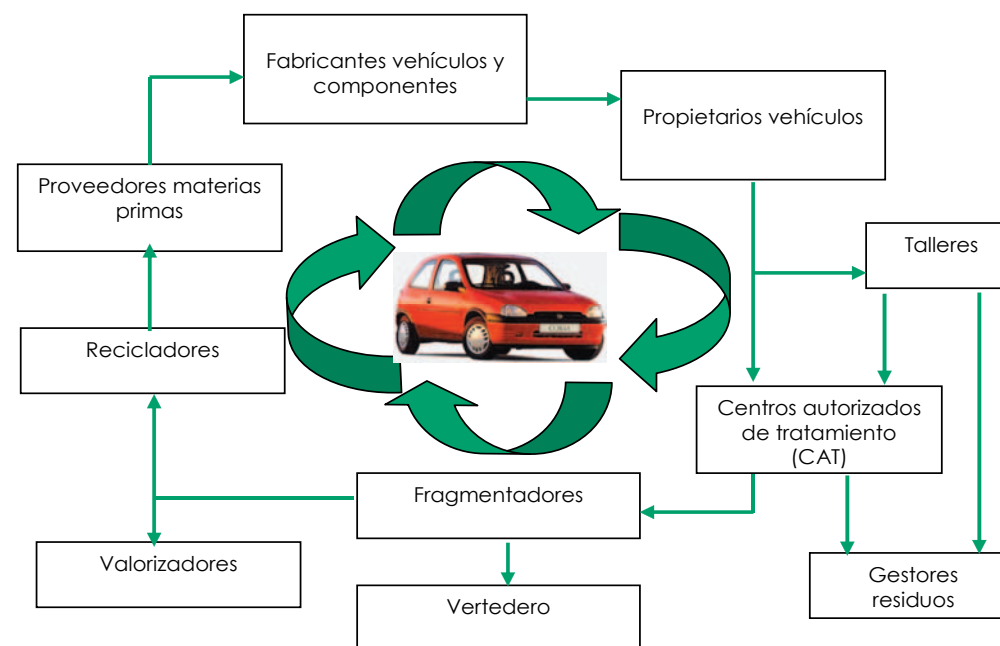 Fabricantes vehículos y
componentes
Propietarios vehículos
Proveedores materias
primas
Talleres
Recicladores
Centros autorizados
de tratamiento
(CAT)
Fragmentadores
Valorizadores
Gestores
residuos
Vertedero